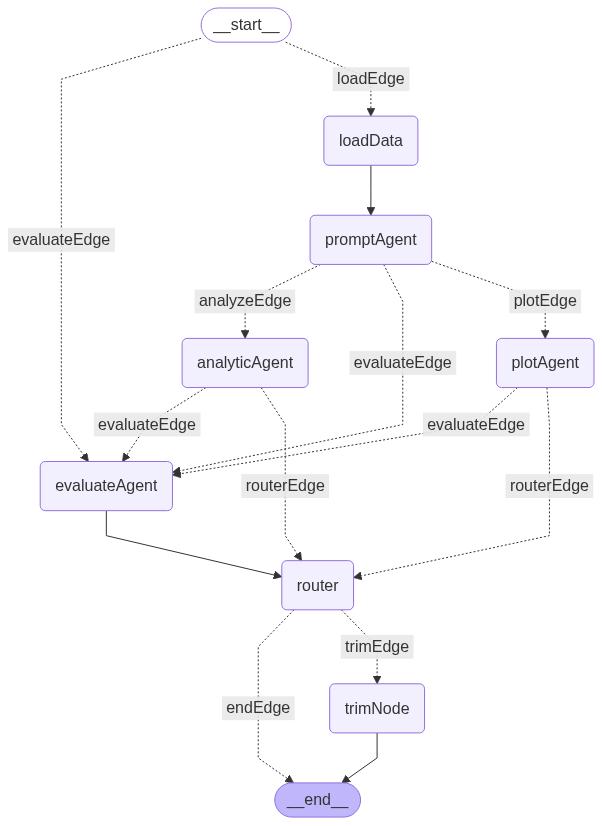 __start__
loadEdge
loadData
evaluateEdge
promptAgent
analyzeEdge
plotEdge
analyticAgent
evaluateEdge
plotAgent
evaluateEdge
evaluateEdge
evaluateAgent
routerEdge
routerEdge
router
trimEdge
endEdge
trimNode
__end__